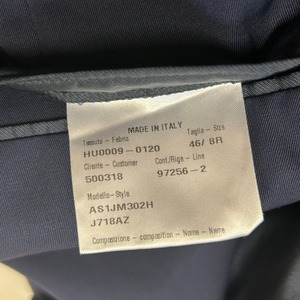 MADE IN ITALY
Tessuto - Fabric Taglia - Size
HU0009-0120 46/ 8R
Cliente - Customer Conf./Riga - Line
500318 97256-2
Modello-Style
AS1JM302H
J718AZ
Composizione - composition - Name - Name